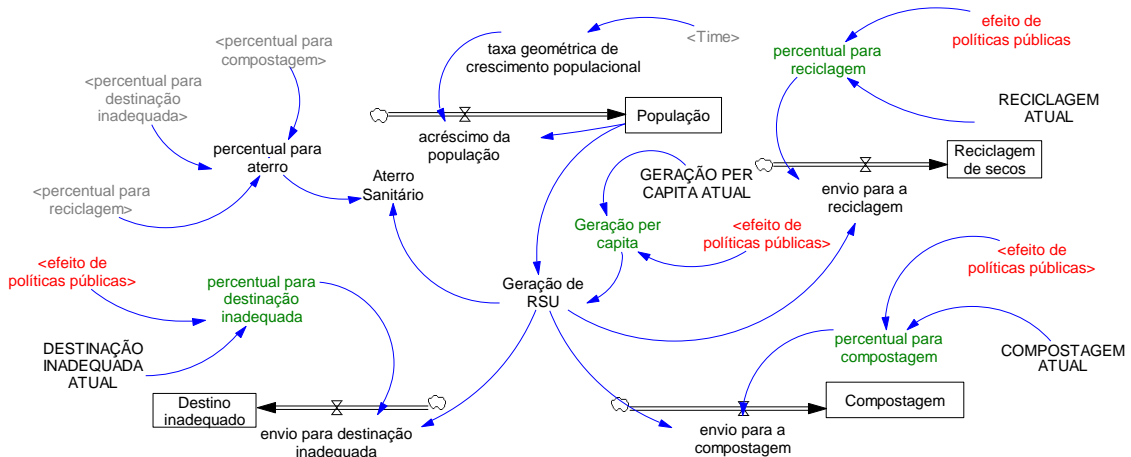 <percentual para
compostagem>
<percentual para
destinação
inadequada>
percentual para
aterro
<percentual para
reciclagem>
Aterro
Sanitário
taxa geométrica de
crescimento populacional
<Time>
acréscimo da
população
População
efeito de
políticas públicas
percentual para
reciclagem
RECICLAGEM
ATUAL
Reciclagem
de secos
envio para a
reciclagem
GERAÇÃO PER
CAPITA ATUAL
Geração per
capita
<efeito de
políticas públicas>
<efeito de
políticas públicas>
percentual para
destinação
inadequada
DESTINAÇÃO
INADEQUADA
ATUAL
Geração de
RSU
<efeito de
políticas públicas>
percentual para
compostagem
COMPOSTAGEM
ATUAL
Destino
inadequado
envio para destinação
inadequada
Compostagem
envio para a
compostagem